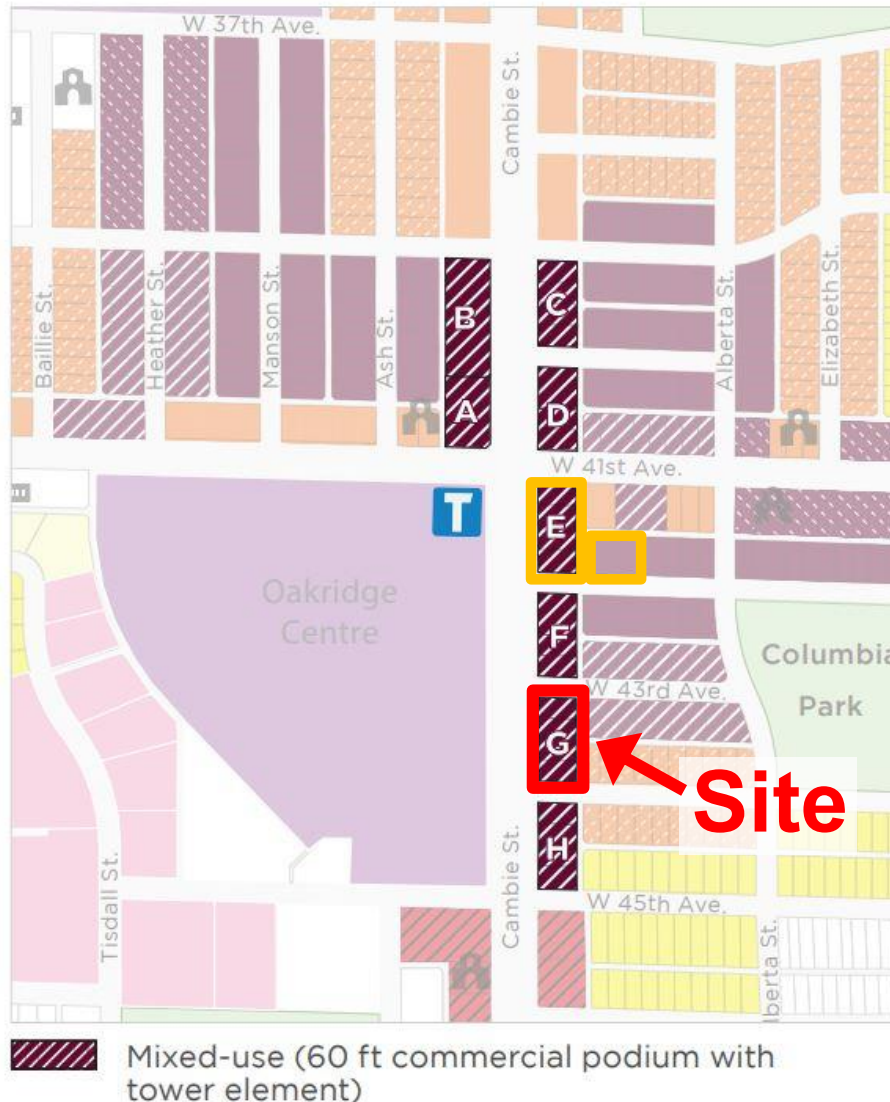 W 37th Ave.
Cambie St.
Baillie St.
Heather St.
Manson St.
Ash St.
Alberta St.
Elizabeth St.
B
C
A
D
W 41st Ave.
T
E
Oakridge
Centre
F
Columbia
Park
W 43rd Ave.
G
Site
H
Tisdall St.
Cambie St.
W 45th Ave.
lberta St.
Mixed-use (60 ft commercial podium with
tower element)